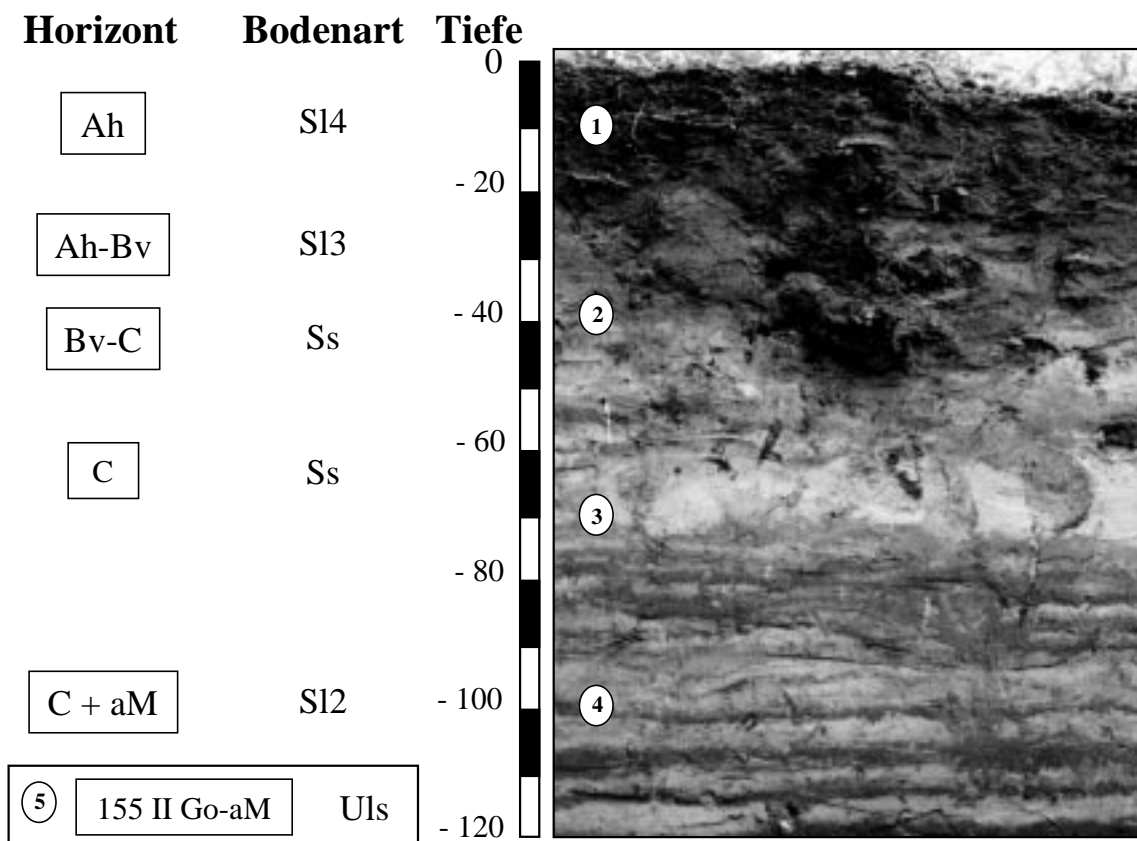 Horizont Bodenart Tiefe
0
Ah Sl4 1
- 20
Ah-Bv Sl3
- 40 2
Bv-C Ss
- 60
C Ss
3
- 80
C + aM Sl2 - 100 4
5 155 II Go-aM Uls
- 120